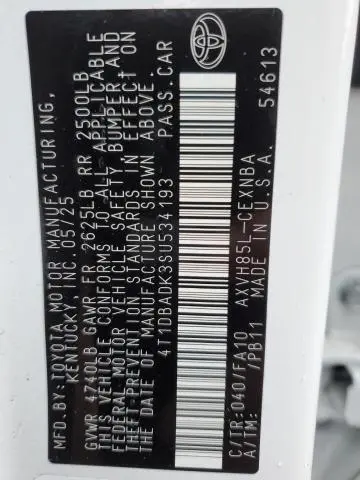 MFD.BY:TOYOTA MOTOR MANUFACTURING,
KENTUCKY, INC. 05/25
GVWR 4740LB GAWR FR 2625LB RR 2500LB
THIS VEHICLE CONFORMS TO ALL APPLICABLE
FEDERAL MOTOR VEHICLE SAFETY, BUMPER AND
THEFT-PREVENTION STANDARDS IN EFFECT ON
THE DATE OF MANUFACTURE SHOWN ABOVE.
4T1DBADK3SU534193 PASS.CAR
C/TR:040/FA10 AXVH85L-CEXNBA
A/TM: /PB11 MADE IN U.S.A. 54613